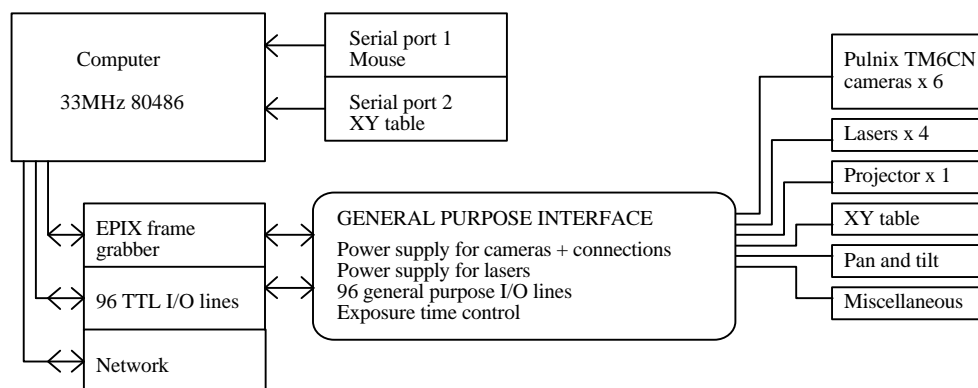 Computer
33MHz 80486
Serial port 1
Mouse
Serial port 2
XY table
EPIX frame
grabber
96 TTL I/O lines
Network
GENERAL PURPOSE INTERFACE
Power supply for cameras + connections
Power supply for lasers
96 general purpose I/O lines
Exposure time control
Pulnix TM6CN
cameras x 6
Lasers x 4
Projector x 1
XY table
Pan and tilt
Miscellaneous